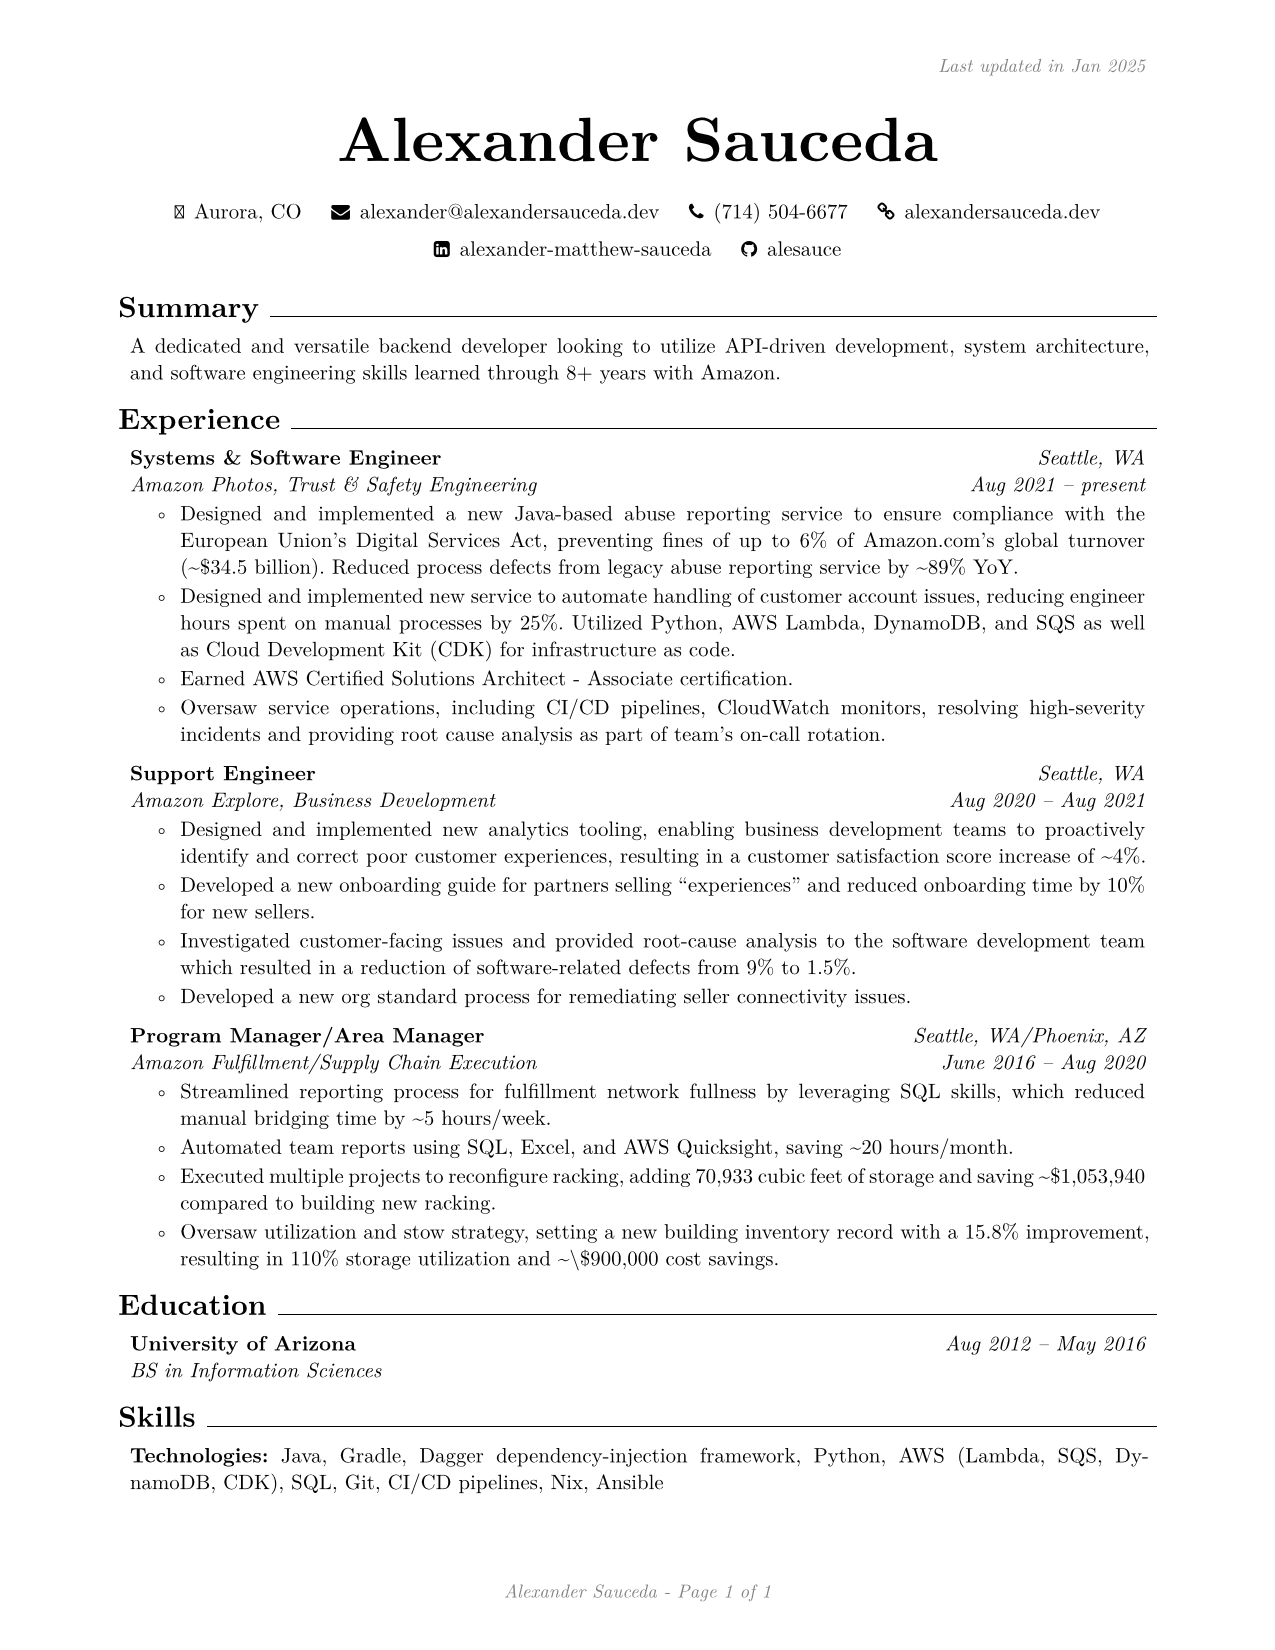 Last updated in Jan 2025
Alexander Sauceda
Aurora, CO alexander@alexandersauceda.dev (714) 504-6677 alexandersauceda.dev
alexander-matthew-sauceda alesauce
Summary
A dedicated and versatile backend developer looking to utilize API-driven development, system architecture,
and software engineering skills learned through 8+ years with Amazon.
Experience
Systems & Software Engineer Seattle, WA
Amazon Photos, Trust & Safety Engineering Aug 2021 – present
◦ Designed and implemented a new Java-based abuse reporting service to ensure compliance with the
European Union’s Digital Services Act, preventing fines of up to 6% of Amazon.com’s global turnover
(~$34.5 billion). Reduced process defects from legacy abuse reporting service by ~89% YoY.
◦ Designed and implemented new service to automate handling of customer account issues, reducing engineer
hours spent on manual processes by 25%. Utilized Python, AWS Lambda, DynamoDB, and SQS as well
as Cloud Development Kit (CDK) for infrastructure as code.
◦ Earned AWS Certified Solutions Architect - Associate certification.
◦ Oversaw service operations, including CI/CD pipelines, CloudWatch monitors, resolving high-severity
incidents and providing root cause analysis as part of team’s on-call rotation.
Support Engineer Seattle, WA
Amazon Explore, Business Development Aug 2020 – Aug 2021
◦ Designed and implemented new analytics tooling, enabling business development teams to proactively
identify and correct poor customer experiences, resulting in a customer satisfaction score increase of ~4%.
◦ Developed a new onboarding guide for partners selling “experiences” and reduced onboarding time by 10%
for new sellers.
◦ Investigated customer-facing issues and provided root-cause analysis to the software development team
which resulted in a reduction of software-related defects from 9% to 1.5%.
◦ Developed a new org standard process for remediating seller connectivity issues.
Program Manager/Area Manager Seattle, WA/Phoenix, AZ
Amazon Fulfillment/Supply Chain Execution June 2016 – Aug 2020
◦ Streamlined reporting process for fulfillment network fullness by leveraging SQL skills, which reduced
manual bridging time by ~5 hours/week.
◦ Automated team reports using SQL, Excel, and AWS Quicksight, saving ~20 hours/month.
◦ Executed multiple projects to reconfigure racking, adding 70,933 cubic feet of storage and saving ~$1,053,940
compared to building new racking.
◦ Oversaw utilization and stow strategy, setting a new building inventory record with a 15.8% improvement,
resulting in 110% storage utilization and ~\$900,000 cost savings.
Education
University of Arizona Aug 2012 – May 2016
BS in Information Sciences
Skills
Technologies: Java, Gradle, Dagger dependency-injection framework, Python, AWS (Lambda, SQS, Dy-
namoDB, CDK), SQL, Git, CI/CD pipelines, Nix, Ansible
Alexander Sauceda - Page 1 of 1